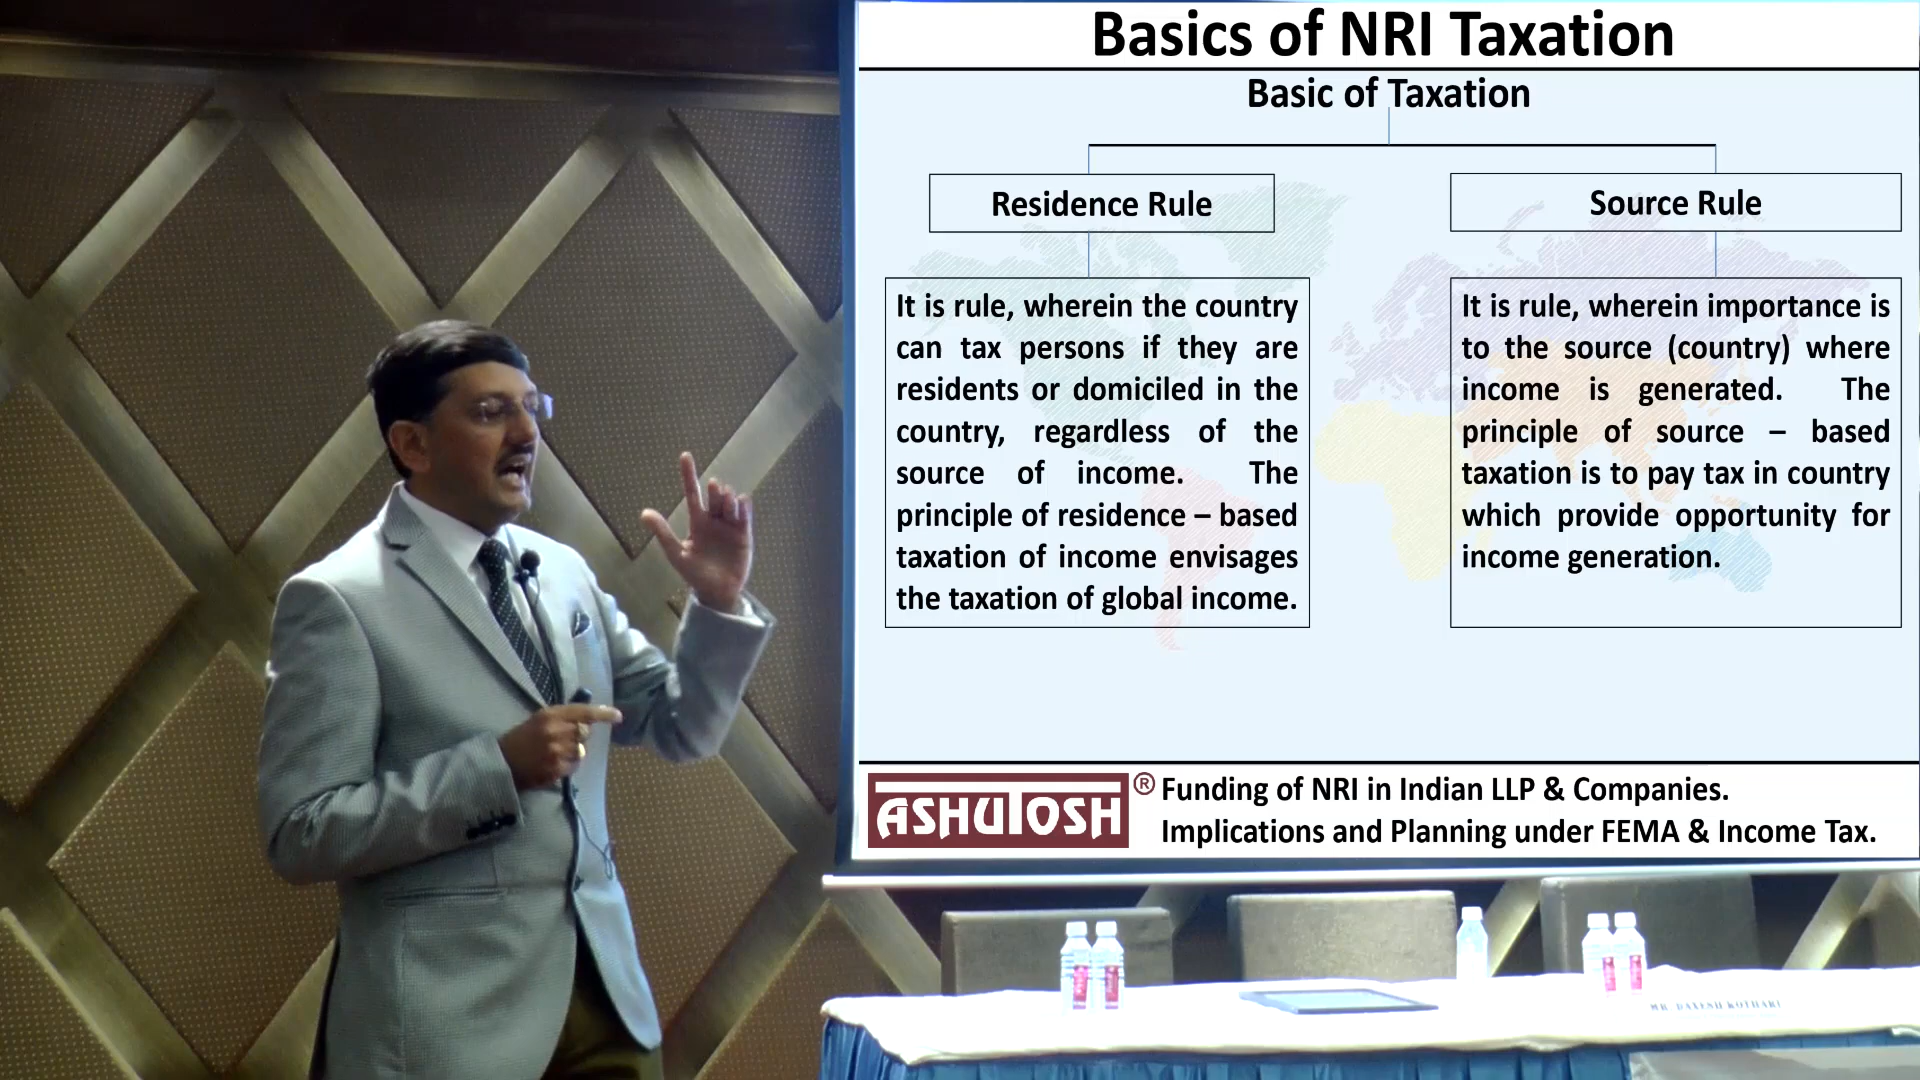 Basics of NRI Taxation
Basic of Taxation
Residence Rule
It is rule, wherein the country
can tax persons if they are
residents or domiciled in the
country, regardless of the
source of income. The
principle of residence – based
taxation of income envisages
the taxation of global income.
Source Rule
It is rule, wherein importance is
to the source (country) where
income is generated. The
principle of source – based
taxation is to pay tax in country
which provide opportunity for
income generation.
ASHUTOSH ®
Funding of NRI in Indian LLP & Companies.
Implications and Planning under FEMA & Income Tax.
MR. DAXESH KOTHARI